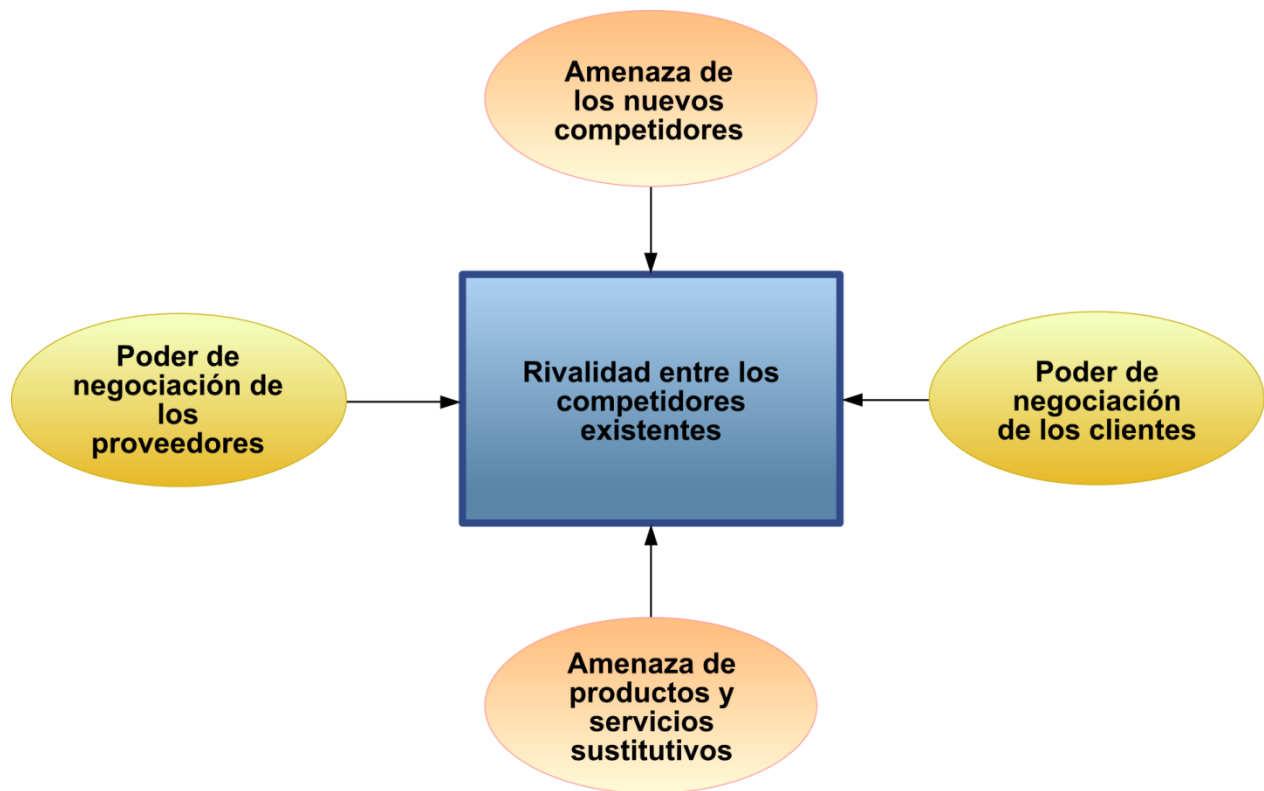 Amenaza de
los nuevos
competidores
Poder de
negociación de
los
proveedores
Rivalidad entre los
competidores
existentes
Poder de
negociación
de los clientes
Amenaza de
productos y
servicios
sustitutivos